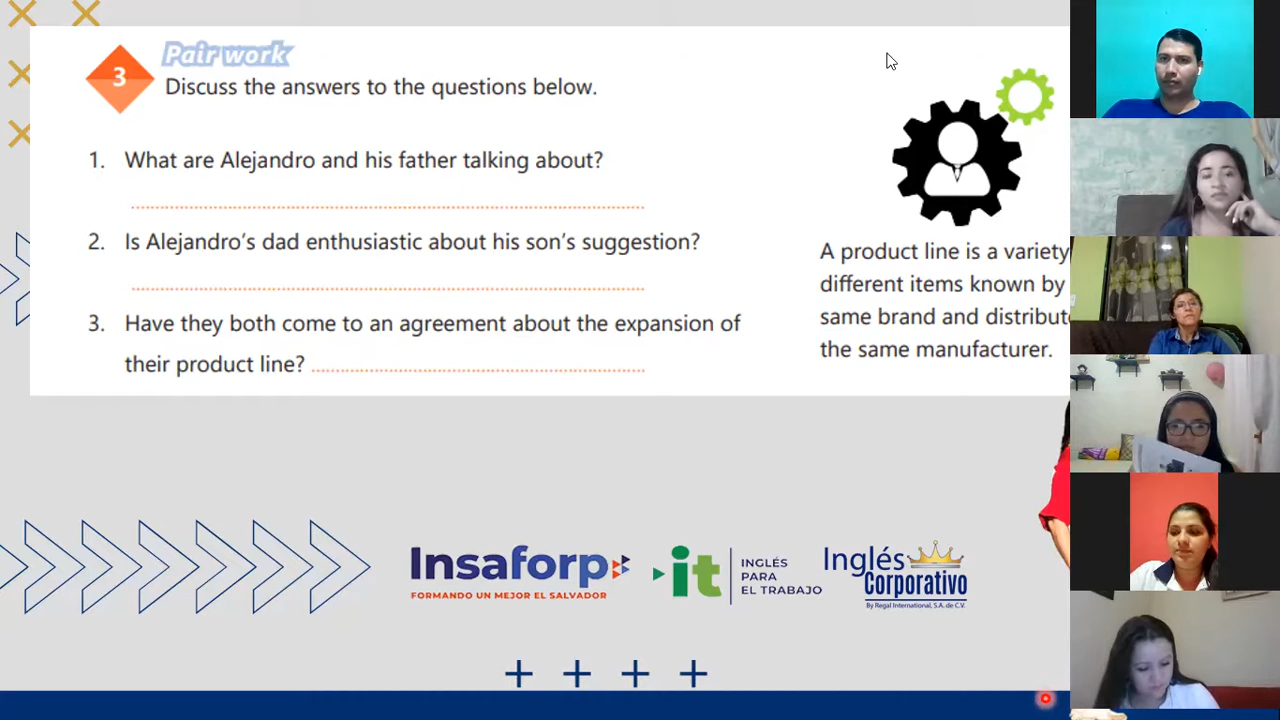 3
Pair work
Discuss the answers to the questions below.
1. What are Alejandro and his father talking about?
2. Is Alejandro's dad enthusiastic about his son's suggestion?
3. Have they both come to an agreement about the expansion of
their product line?
A product line is a variety
different items known by
same brand and distribut
the same manufacturer.
Insaforp
FORMANDO UN MEJOR EL SALVADOR
it
INGLÉS
PARA
EL TRABAJO
Inglés
Corporativo
By Regal International, S.A. de C.V.